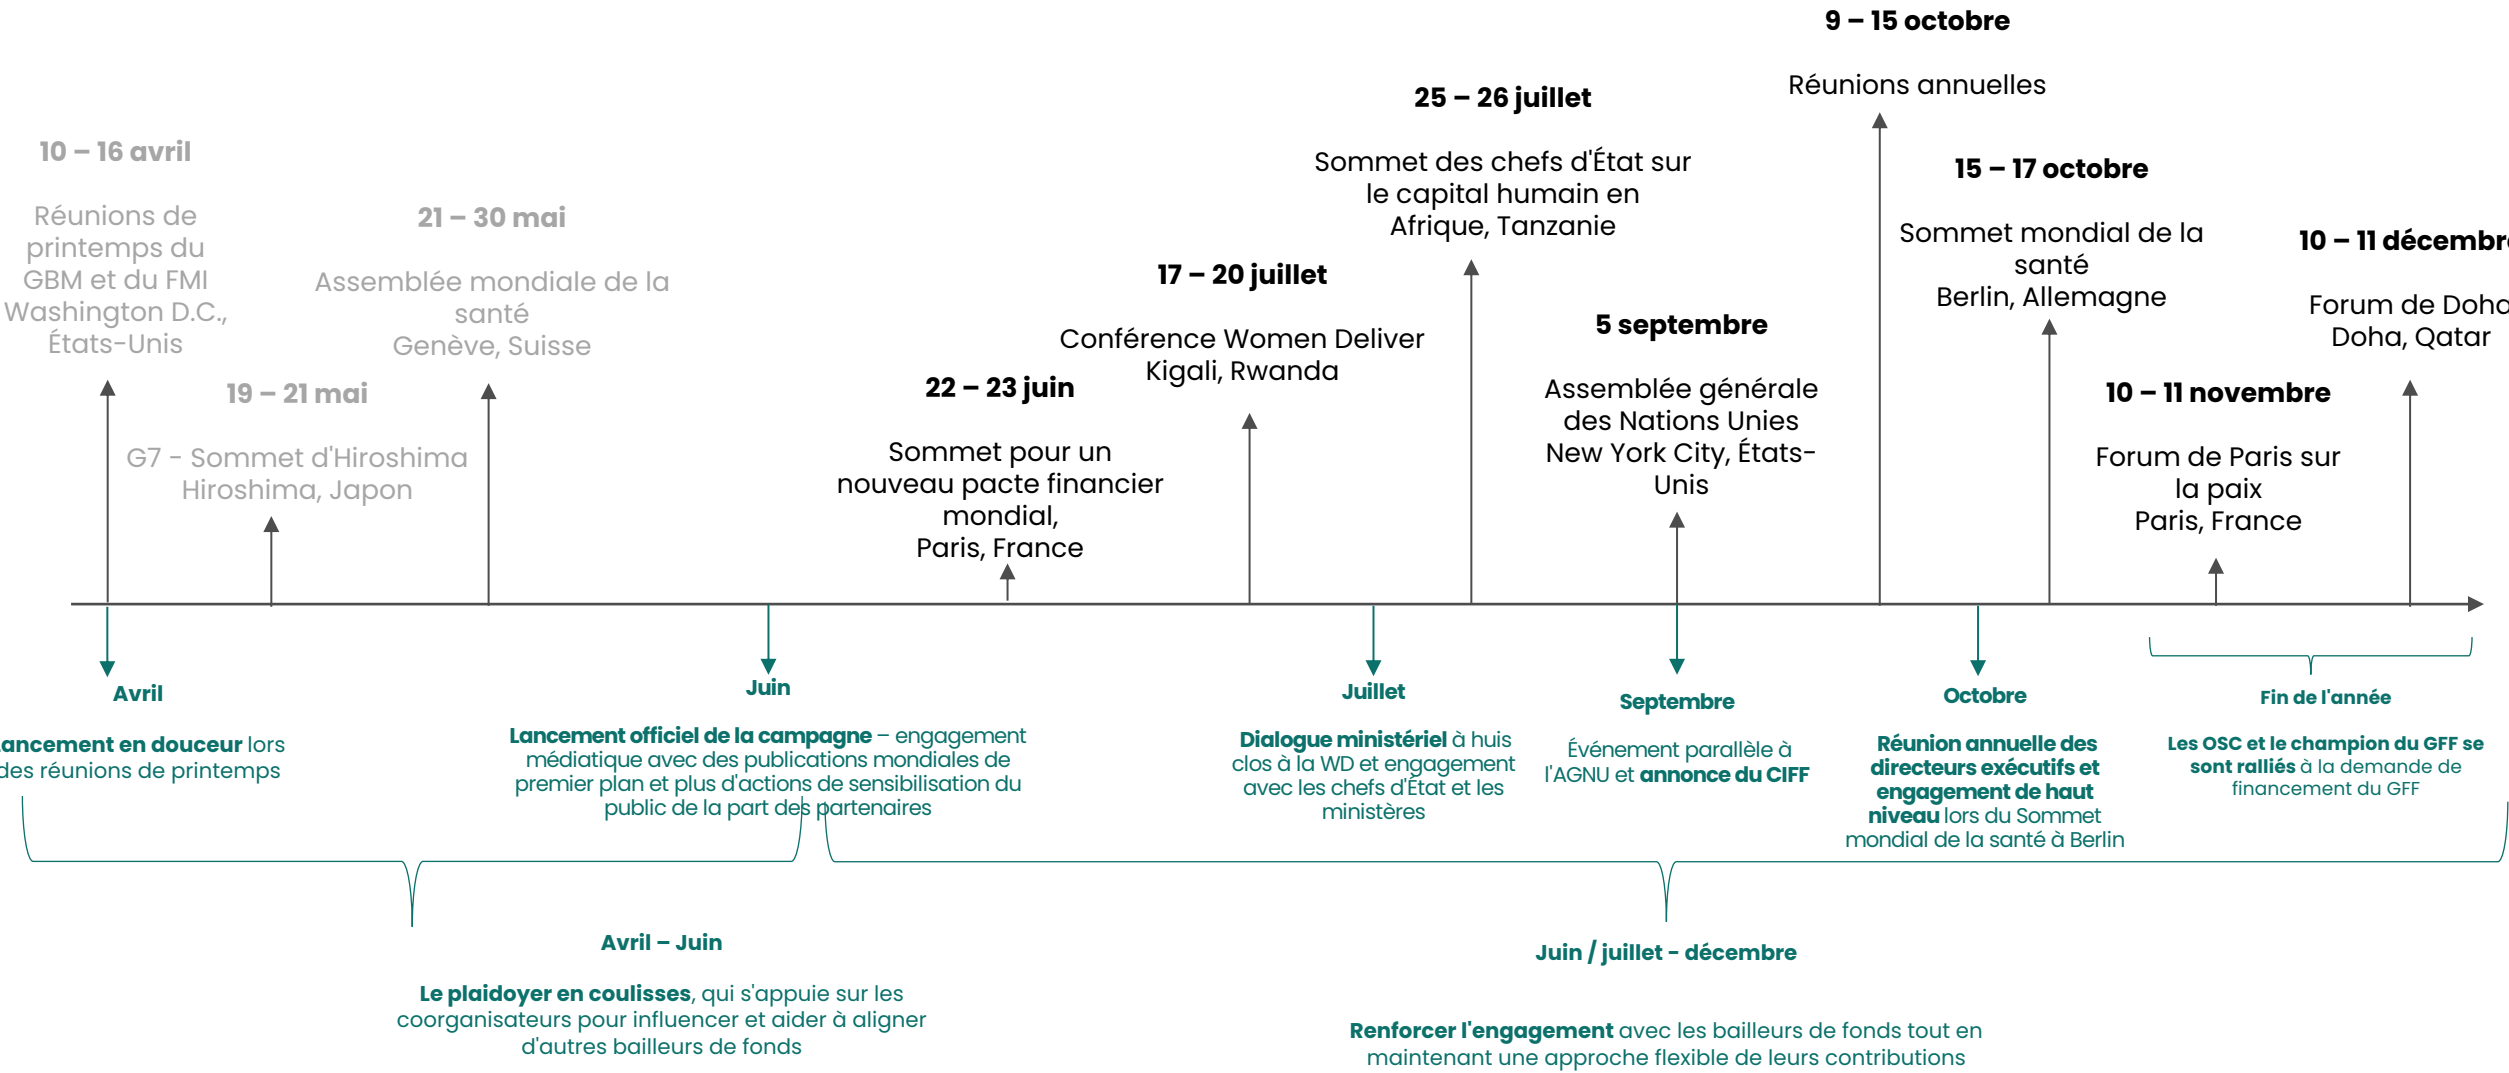 10 – 16 avril
Réunions de
printemps du
GBM et du FMI
Washington D.C.,
États-Unis
19 – 21 mai
G7 - Sommet d'Hiroshima
Hiroshima, Japon
21 – 30 mai
Assemblée mondiale de la
santé
Genève, Suisse
22 – 23 juin
Sommet pour un
nouveau pacte financier
mondial,
Paris, France
17 – 20 juillet
Conférence Women Deliver
Kigali, Rwanda
25 – 26 juillet
Sommet des chefs d'État sur
le capital humain en
Afrique, Tanzanie
5 septembre
Assemblée générale
des Nations Unies
New York City, États-
Unis
9 – 15 octobre
Réunions annuelles
15 – 17 octobre
Sommet mondial de la
santé
Berlin, Allemagne
10 – 11 novembre
Forum de Paris sur
la paix
Paris, France
10 – 11 décembre
Forum de Doha
Doha, Qatar
Avril
Lancement en douceur lors
des réunions de printemps
Juin
Lancement officiel de la campagne – engagement
médiatique avec des publications mondiales de
premier plan et plus d'actions de sensibilisation du
public de la part des partenaires
Juillet
Dialogue ministériel à huis
clos à la WD et engagement
avec les chefs d'État et les
ministères
Septembre
Événement parallèle à
l'AGNU et annonce du CIFF
Octobre
Réunion annuelle des
directeurs exécutifs et
engagement de haut
niveau lors du Sommet
mondial de la santé à Berlin
Fin de l'année
Les OSC et le champion du GFF se
sont ralliés à la demande de
financement du GFF
Avril – Juin
Le plaidoyer en coulisses, qui s'appuie sur les
coorganisateurs pour influencer et aider à aligner
d'autres bailleurs de fonds
Juin / juillet - décembre
Renforcer l'engagement avec les bailleurs de fonds tout en
maintenant une approche flexible de leurs contributions